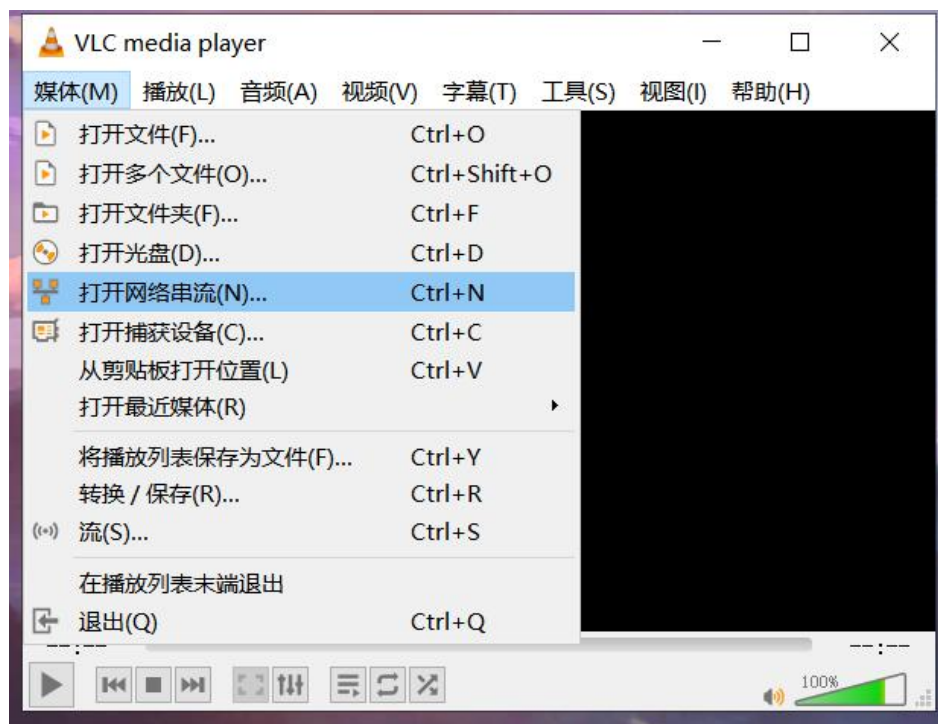 VLC media player
媒体(M) 播放(L) 音频(A) 视频(V) 字幕(T) 工具(S) 视图(I) 帮助(H)
打开文件(F)... Ctrl+O
打开多个文件(O)... Ctrl+Shift+O
打开文件夹(F)... Ctrl+F
打开光盘(D)... Ctrl+D
打开网络串流(N)... Ctrl+N
打开捕获设备(C)... Ctrl+C
从剪贴板打开位置(L) Ctrl+V
打开最近媒体(R)
将播放列表保存为文件(F)... Ctrl+Y
转换 / 保存(R)... Ctrl+R
流(S)... Ctrl+S
在播放列表末端退出
退出(Q) Ctrl+Q
--:-- --:--
100%